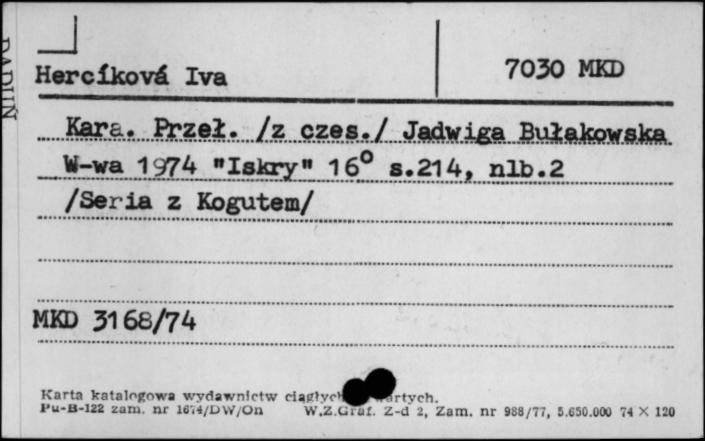 RADUŃ
Hercíková Iva
7030 MKD
Kara. Przeł. /z czes./ Jadwiga Bułakowska
W-wa 1974 "Iskry" 16° s.214, nlb.2
/Seria z Kogutem/
MKD 3168/74
Karta katalogowa wydawnictw ciągłych
Pu-B-122 zam. nr 1674/DW/On W.Z.Graf. Z-d 2, Zam. nr 988/77, 5.650.000 74 X 120